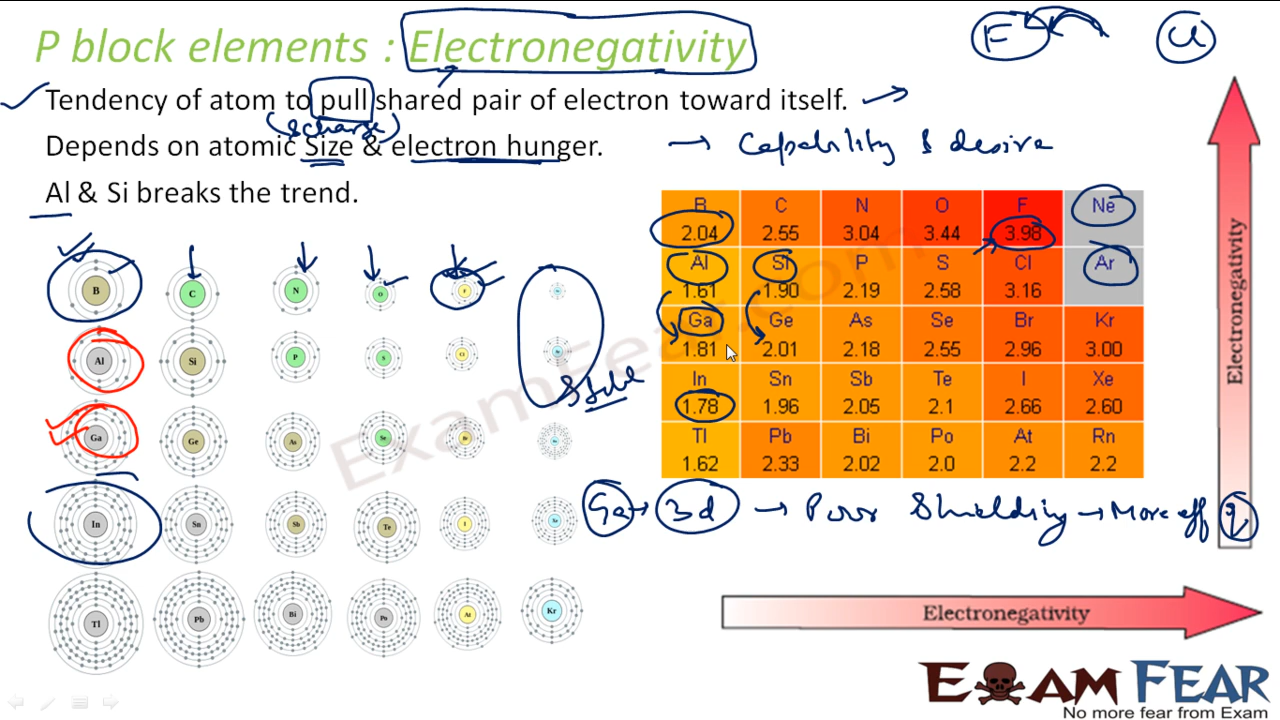 P block elements : Electronegativity
F Cl
Tendency of atom to pull shared pair of electron toward itself.
& charge
Depends on atomic Size & electron hunger. → Capability & desire
Al & Si breaks the trend.
B C N O F Ne
2.04 2.55 3.04 3.44 3.98
Al Si P S Cl Ar
1.61 1.90 2.19 2.58 3.16
Ga Ge As Se Br Kr
1.81 2.01 2.18 2.55 2.96 3.00
In Sn Sb Te I Xe
1.78 1.96 2.05 2.1 2.66 2.60
Tl Pb Bi Po At Rn
1.62 2.33 2.02 2.0 2.2 2.2
Electronegativity
B C N O F
Al Si P S Cl
Stable
Ga Ge As Se Br
In Sn Sb Te I Xe
Tl Pb Bi Po At Kr
Ga → 3d → Poor Shielding → More eff q
Electronegativity
ExamFear.com
EXAM FEAR
No more fear from Exam